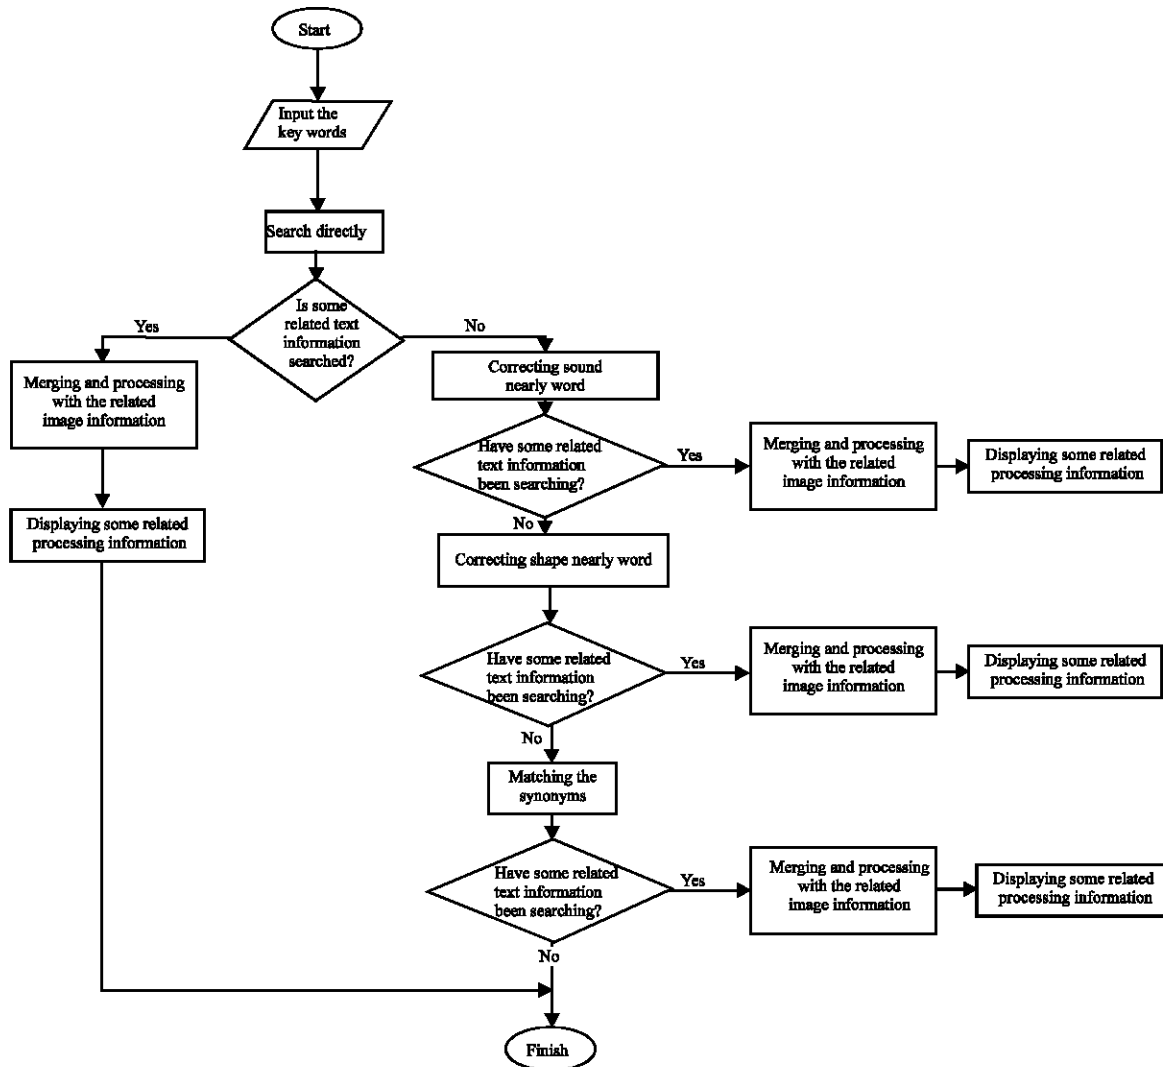 Start
Input the
key words
Search directly
Is some
related text
information
searched?
Yes
No
Merging and processing
with the related
image information
Displaying some related
processing information
Correcting sound
nearly word
Have some related
text information
been searching?
Yes
Merging and processing
with the related
image information
Displaying some related
processing information
No
Correcting shape nearly word
Have some related
text information
been searching?
Yes
Merging and processing
with the related
image information
Displaying some related
processing information
No
Matching the
synonyms
Have some related
text information
been searching?
Yes
Merging and processing
with the related
image information
Displaying some related
processing information
No
Finish